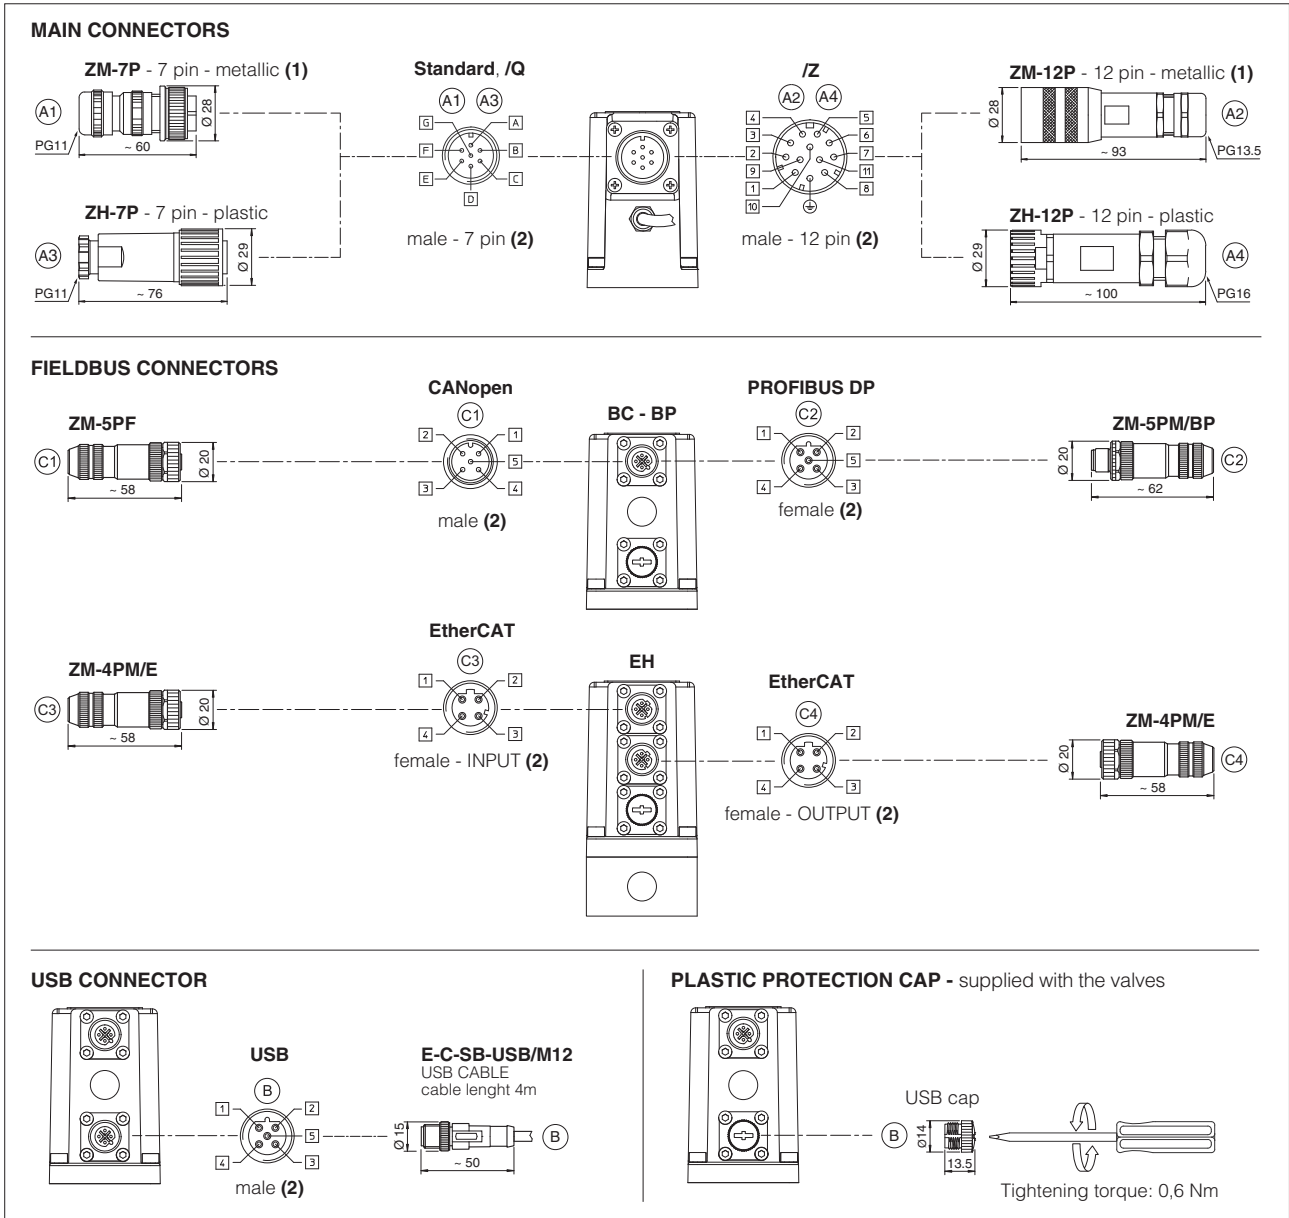 MAIN CONNECTORS
ZM-7P - 7 pin - metallic (1)
A1
PG11
~ 60
Ø 28
Standard, /Q
A1 A3
G A
F B
E C
D
male - 7 pin (2)
/Z
A2 A4
4 5
3 6
2 7
9 11
1 8
10
male - 12 pin (2)
ZM-12P - 12 pin - metallic (1)
Ø 28
A2
~ 93
PG13.5
ZH-7P - 7 pin - plastic
A3
PG11
~ 76
Ø 29
ZH-12P - 12 pin - plastic
Ø 29
A4
~ 100
PG16
FIELDBUS CONNECTORS
ZM-5PF
C1
~ 58
Ø 20
CANopen
C1
2 1
5
3 4
male (2)
BC - BP
PROFIBUS DP
C2
1 2
5
4 3
female (2)
ZM-5PM/BP
Ø 20
C2
~ 62
ZM-4PM/E
C3
~ 58
Ø 20
EtherCAT
C3
1 2
4 3
female - INPUT (2)
EH
EtherCAT
C4
1 2
4 3
female - OUTPUT (2)
ZM-4PM/E
Ø 20
C4
~ 58
USB CONNECTOR
USB
B
1 2
5
4 3
male (2)
E-C-SB-USB/M12
USB CABLE
cable lenght 4m
Ø 15
B
~ 50
PLASTIC PROTECTION CAP - supplied with the valves
B
USB cap
Ø14
13.5
Tightening torque: 0,6 Nm